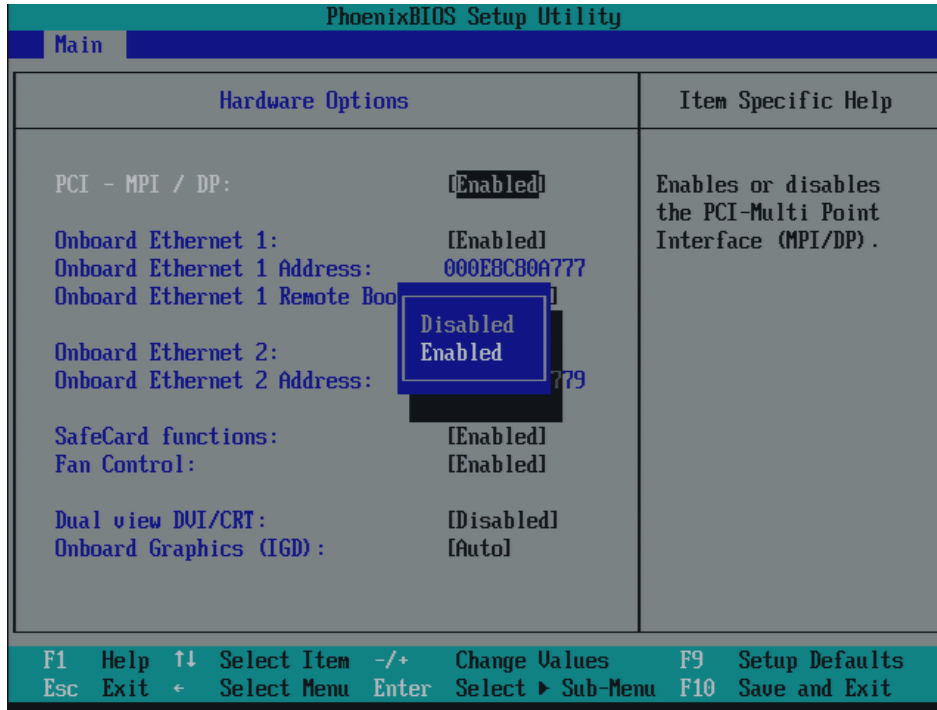 PhoenixBIOS Setup Utility
Main
Hardware Options
Item Specific Help
PCI - MPI / DP: [Enabled]
Enables or disables
the PCI-Multi Point
Interface (MPI/DP).
Onboard Ethernet 1: [Enabled]
Onboard Ethernet 1 Address: 000E8C80A777
Onboard Ethernet 1 Remote Boo ]
Disabled
Enabled
Onboard Ethernet 2:
Onboard Ethernet 2 Address: 779
SafeCard functions: [Enabled]
Fan Control: [Enabled]
Dual view DVI/CRT: [Disabled]
Onboard Graphics (IGD): [Auto]
F1 Help ↑↓ Select Item -/+ Change Values F9 Setup Defaults
Esc Exit ← Select Menu Enter Select ▶ Sub-Menu F10 Save and Exit